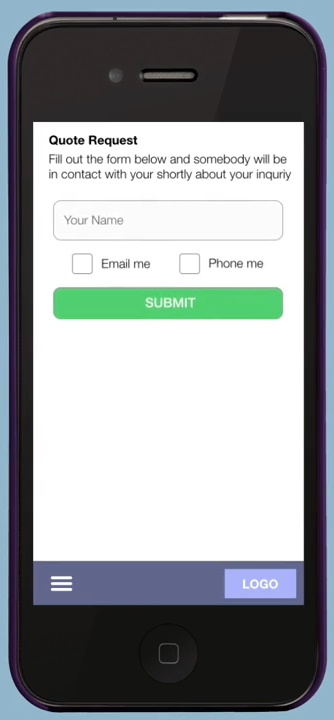 Quote Request
Fill out the form below and somebody will be
in contact with your shortly about your inquriy
Your Name
Email me
Phone me
SUBMIT
LOGO